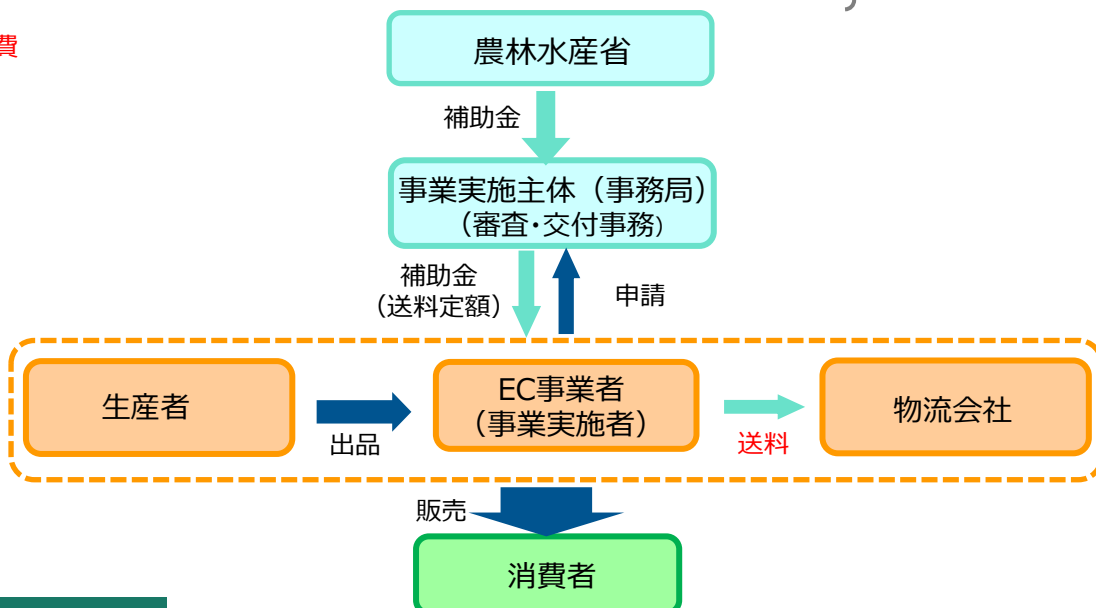 費
農林水産省
補助金
事業実施主体（事務局）
（審査・交付事務）
補助金
（送料定額）
申請
生産者
出品
EC事業者
（事業実施者）
送料
物流会社
販売
消費者